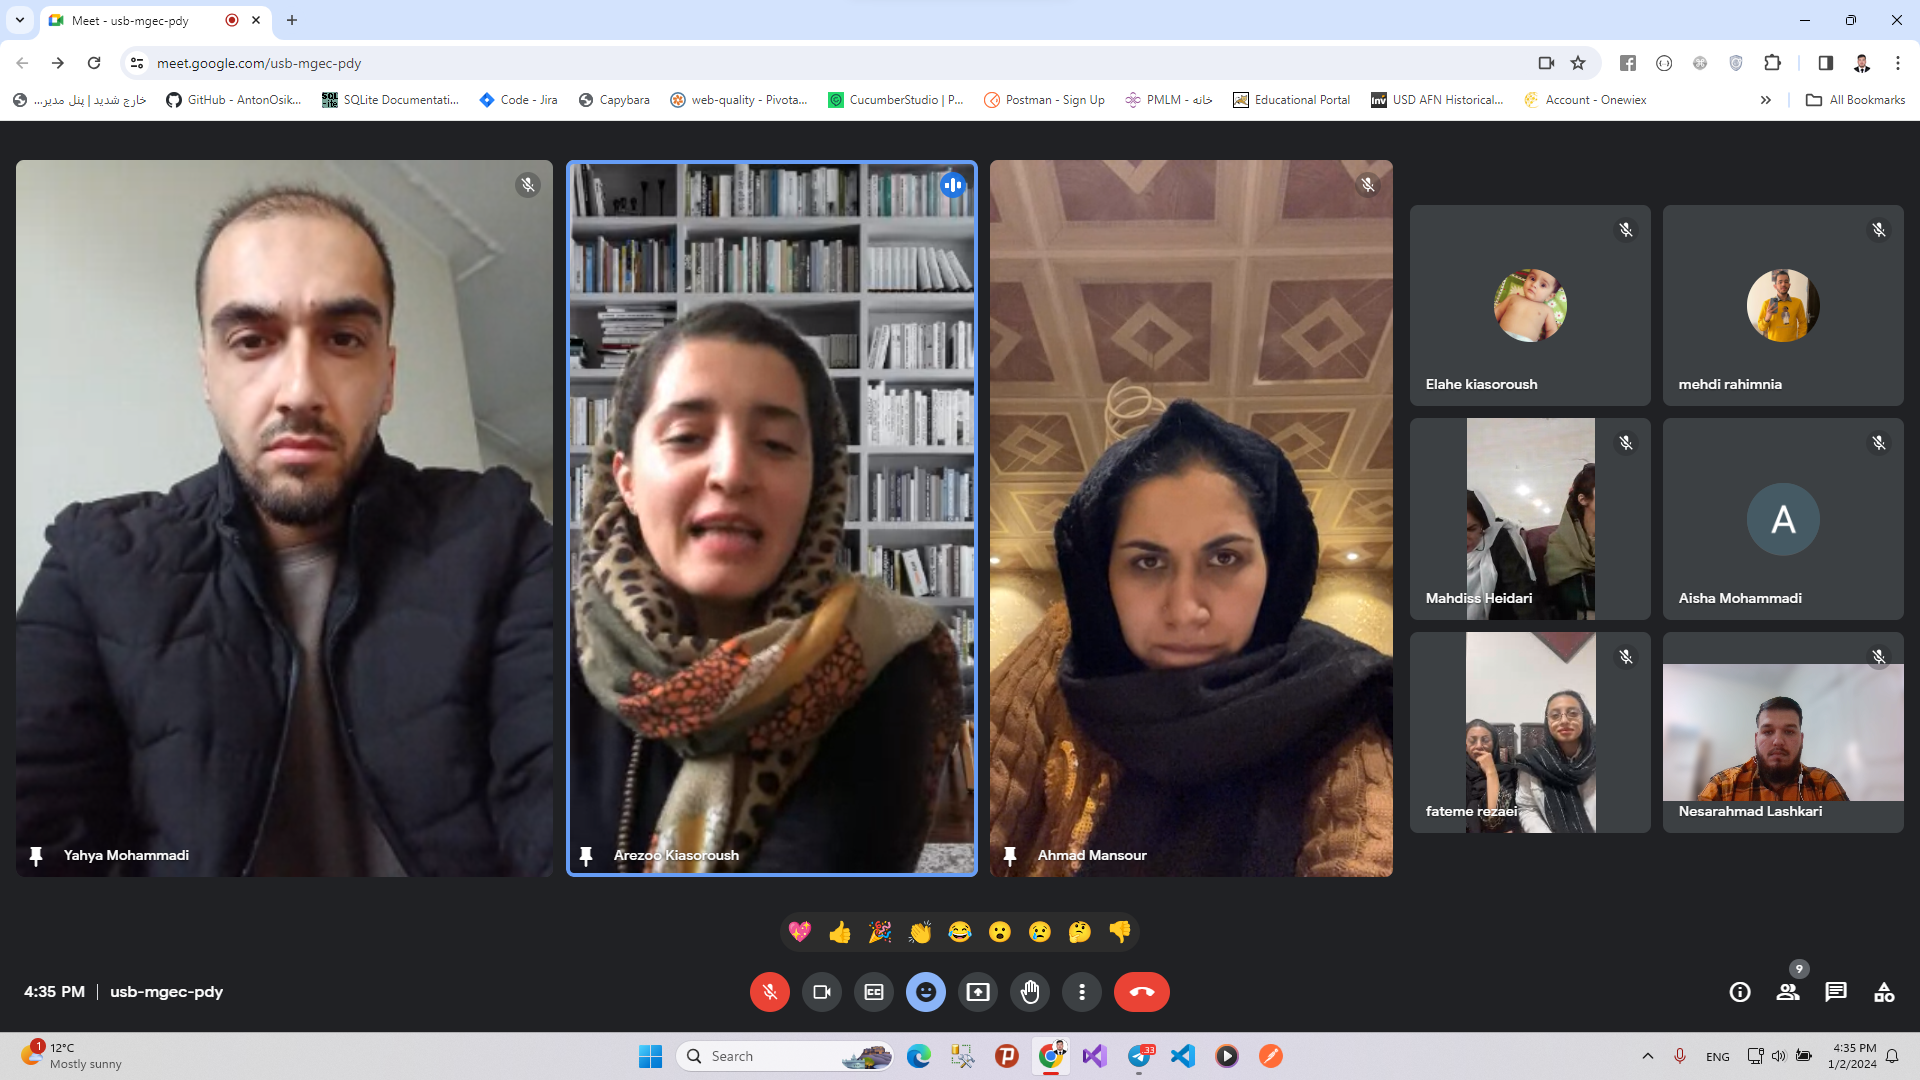 Meet - usb-mgec-pdy
meet.google.com/usb-mgec-pdy
خارج شدید | پنل مدیر...
GitHub - AntonOsik...
SQLite Documentati...
Code - Jira
Capybara
web-quality - Pivota...
CucumberStudio | P...
Postman - Sign Up
PMLM - خانه
Educational Portal
USD AFN Historical...
Account - Onewiex
All Bookmarks
Elahe kiasoroush
mehdi rahimnia
Mahdiss Heidari
A
Aisha Mohammadi
fateme rezaei
Nesarahmad Lashkari
Yahya Mohammadi
Arezoo Kiasoroush
Ahmad Mansour
4:35 PM | usb-mgec-pdy
9
1
12°C
Mostly sunny
Search
33
ENG
4:35 PM
1/2/2024